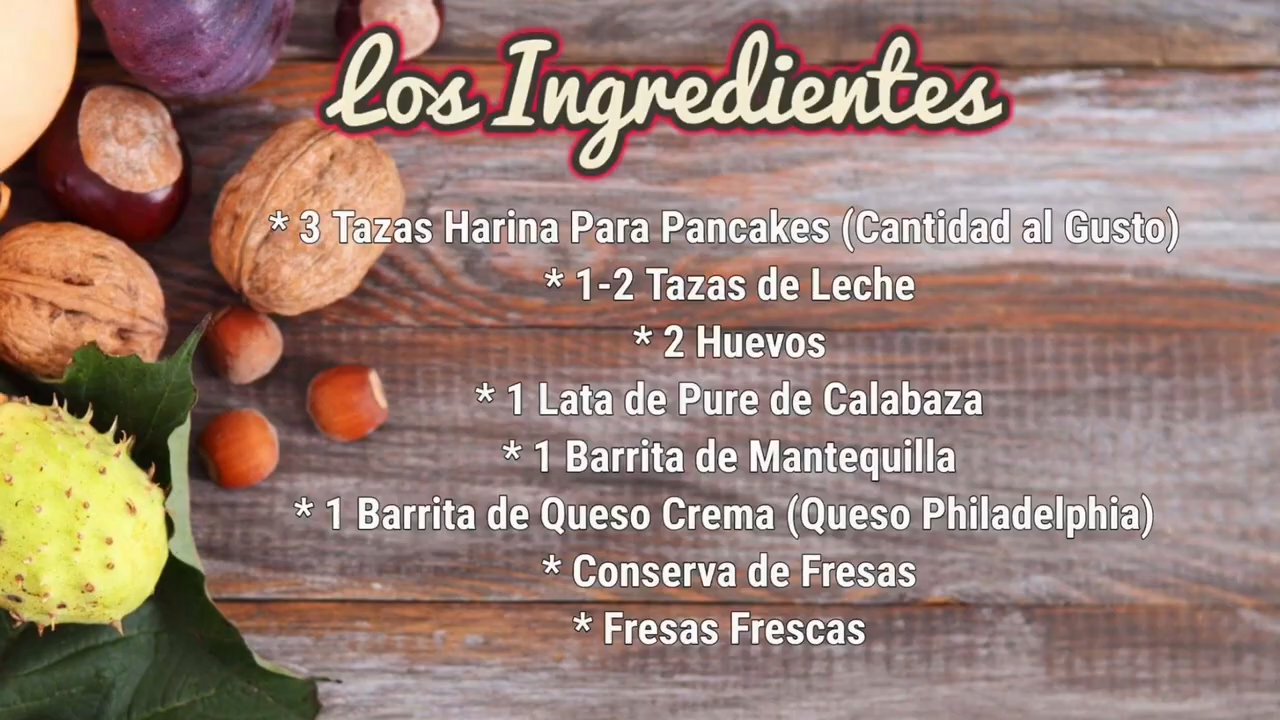 Los Ingredientes
* 3 Tazas Harina Para Pancakes (Cantidad al Gusto)
* 1-2 Tazas de Leche
* 2 Huevos
* 1 Lata de Pure de Calabaza
* 1 Barrita de Mantequilla
* 1 Barrita de Queso Crema (Queso Philadelphia)
* Conserva de Fresas
* Fresas Frescas